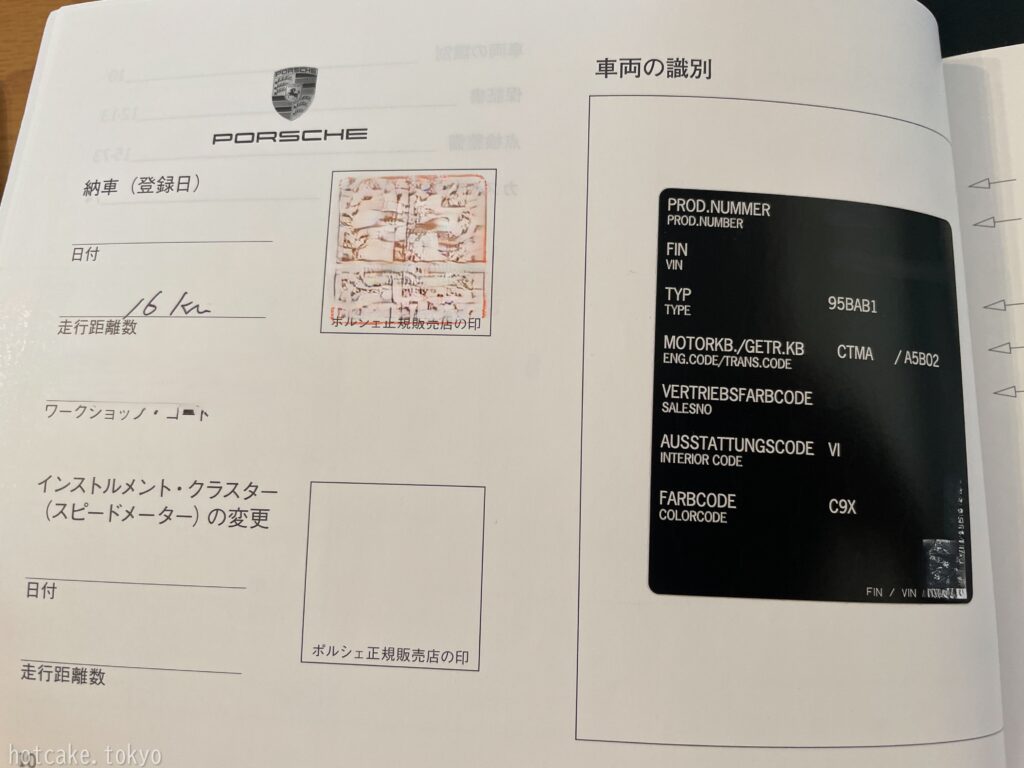 PORSCHE
PORSCHE
納車（登録日）
日付
16 km
走行距離数
ポルシェ正規販売店の印
ワークショップ・コード
インストルメント・クラスター
（スピードメーター）の変更
日付
走行距離数
ポルシェ正規販売店の印
車両の識別
PROD.NUMMER
PROD.NUMBER
FIN
VIN
TYP 95BAB1
TYPE
MOTORKB./GETR.KB CTMA /A5B02
ENG.CODE/TRANS.CODE
VERTRIEBSFARBCODE
SALESNO
AUSSTATTUNGSCODE VI
INTERIOR CODE
FARBCODE C9X
COLORCODE
FIN / VIN
hotcake.tokyo